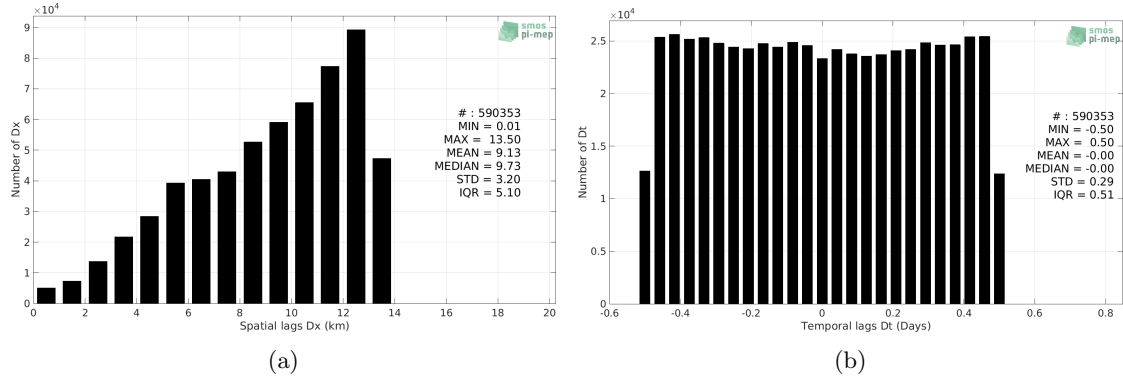 ×10⁴
9
8
7
6
5
4
3
2
1
0
Number of Dx
smos
pi-mep
# : 590353
MIN = 0.01
MAX = 13.50
MEAN = 9.13
MEDIAN = 9.73
STD = 3.20
IQR = 5.10
0 2 4 6 8 10 12 14 16 18 20
Spatial lags Dx (km)
(a)
×10⁴
2.5
2
1.5
1
0.5
0
Number of Dt
smos
pi-mep
# : 590353
MIN = -0.50
MAX = 0.50
MEAN = -0.00
MEDIAN = -0.00
STD = 0.29
IQR = 0.51
-0.6 -0.4 -0.2 0 0.2 0.4 0.6 0.8
Temporal lags Dt (Days)
(b)